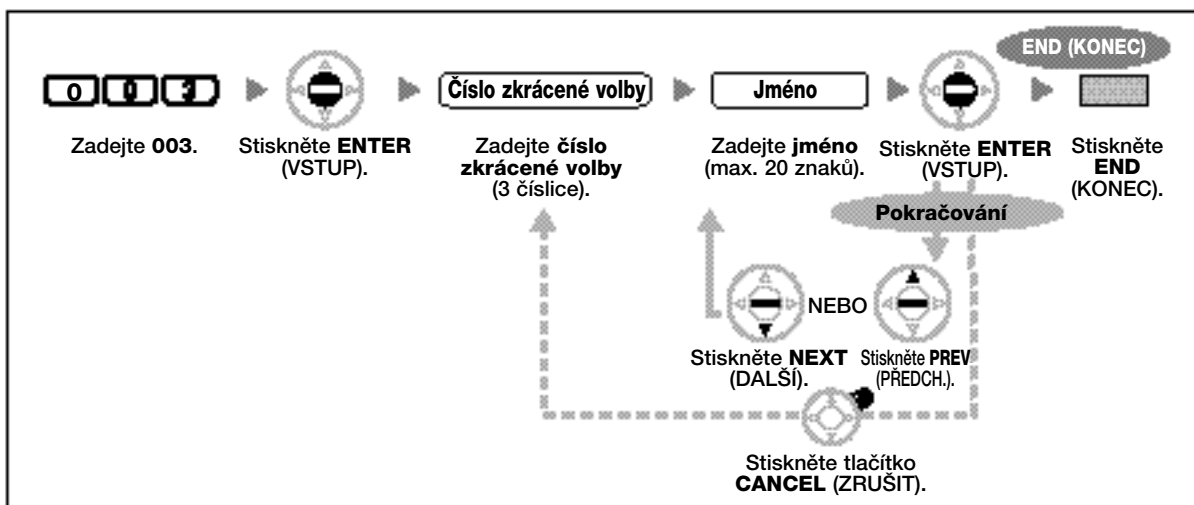 END (KONEC)
0 0 3
Číslo zkrácené volby
Jméno
Zadejte 003.
Stiskněte ENTER
(VSTUP).
Zadejte číslo
zkrácené volby
(3 číslice).
Zadejte jméno
(max. 20 znaků).
Stiskněte ENTER
(VSTUP).
Stiskněte
END
(KONEC).
Pokračování
NEBO
Stiskněte NEXT
(DALŠÍ).
Stiskněte PREV
(PŘEDCH.).
Stiskněte tlačítko
CANCEL (ZRUŠIT).